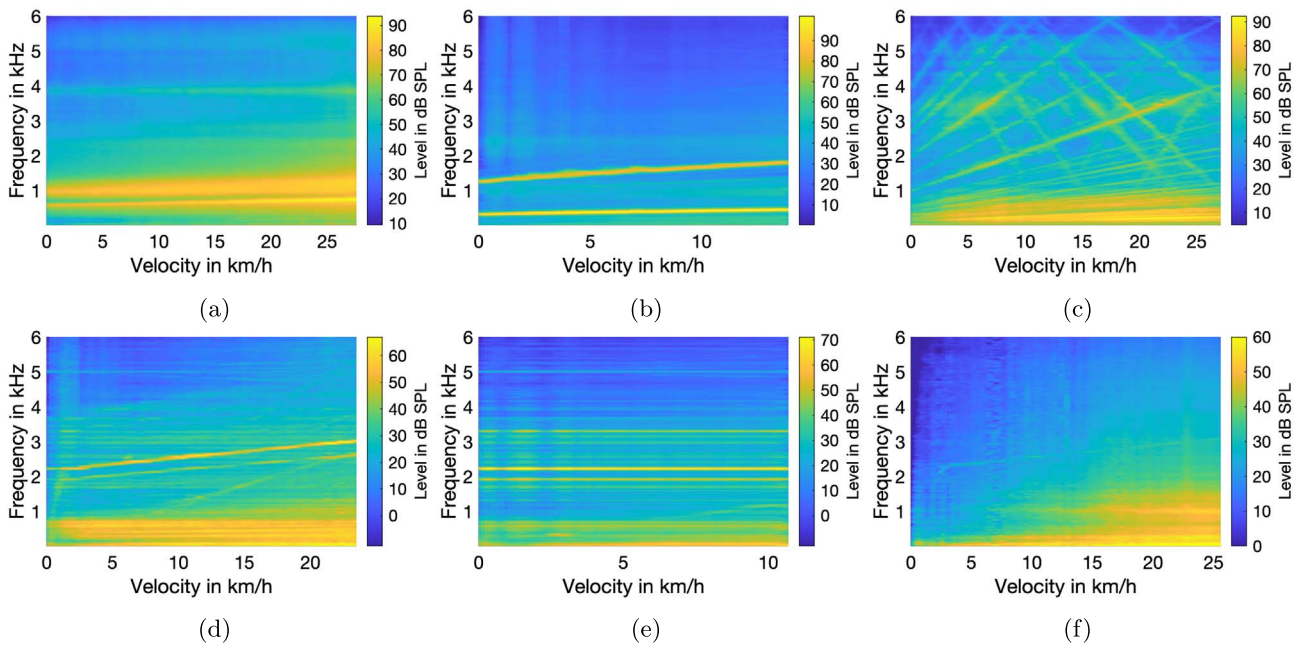 Frequency in kHz
6
5
4
3
2
1
0 5 10 15 20 25
Velocity in km/h
90
80
70
60
50
40
30
20
10
Level in dB SPL
(a)
Frequency in kHz
6
5
4
3
2
1
0 5 10
Velocity in km/h
90
80
70
60
50
40
30
20
10
Level in dB SPL
(b)
Frequency in kHz
6
5
4
3
2
1
0 5 10 15 20 25
Velocity in km/h
90
80
70
60
50
40
30
20
10
Level in dB SPL
(c)
Frequency in kHz
6
5
4
3
2
1
0 5 10 15 20
Velocity in km/h
60
50
40
30
20
10
0
Level in dB SPL
(d)
Frequency in kHz
6
5
4
3
2
1
0 5 10
Velocity in km/h
70
60
50
40
30
20
10
0
Level in dB SPL
(e)
Frequency in kHz
6
5
4
3
2
1
0 5 10 15 20 25
Velocity in km/h
60
50
40
30
20
10
0
Level in dB SPL
(f)